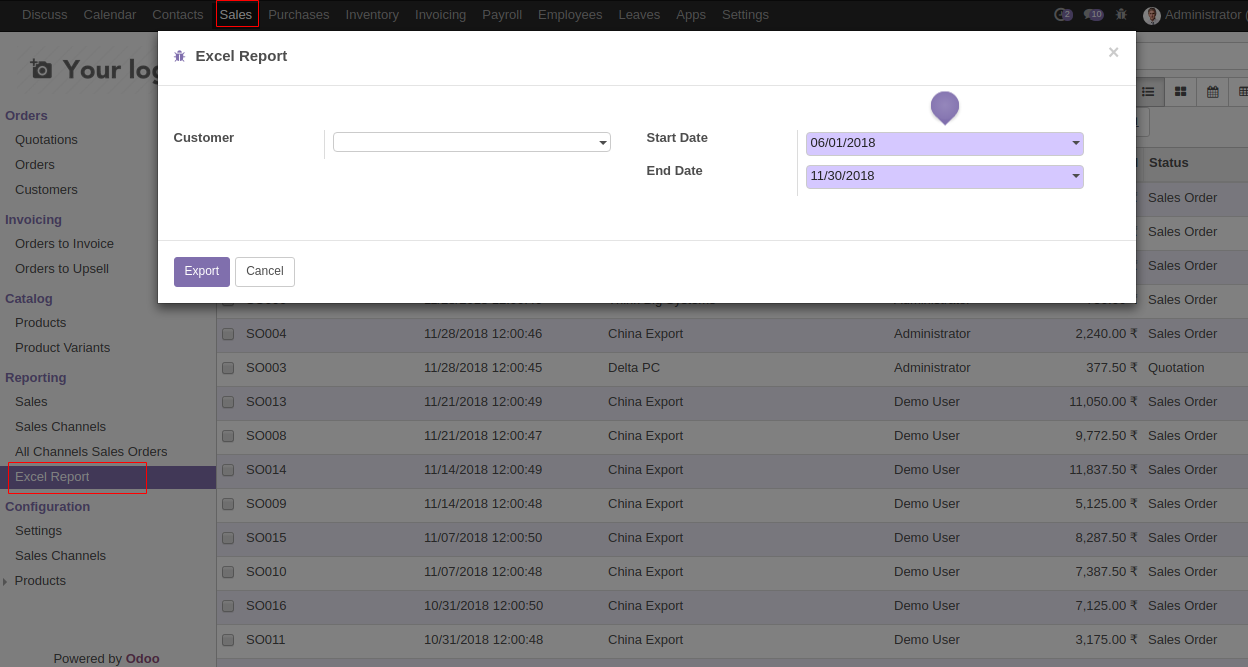 Discuss Calendar Contacts Sales Purchases Inventory Invoicing Payroll Employees Leaves Apps Settings 2 10 Administrator (
Excel Report ×
Your log
Orders
Quotations
Orders
Customers
Invoicing
Orders to Invoice
Orders to Upsell
Catalog
Products
Product Variants
Reporting
Sales
Sales Channels
All Channels Sales Orders
Excel Report
Configuration
Settings
Sales Channels
Products
Powered by Odoo
Customer
Start Date 06/01/2018
End Date 11/30/2018
Export Cancel
Status
Sales Order
Sales Order
Sales Order
Sales Order
SO004 11/28/2018 12:00:46 China Export Administrator 2,240.00 ₹ Sales Order
SO003 11/28/2018 12:00:45 Delta PC Administrator 377.50 ₹ Quotation
SO013 11/21/2018 12:00:49 China Export Demo User 11,050.00 ₹ Sales Order
SO008 11/21/2018 12:00:47 China Export Demo User 9,772.50 ₹ Sales Order
SO014 11/14/2018 12:00:49 China Export Demo User 11,837.50 ₹ Sales Order
SO009 11/14/2018 12:00:48 China Export Demo User 5,125.00 ₹ Sales Order
SO015 11/07/2018 12:00:50 China Export Demo User 8,287.50 ₹ Sales Order
SO010 11/07/2018 12:00:48 China Export Demo User 7,387.50 ₹ Sales Order
SO016 10/31/2018 12:00:50 China Export Demo User 7,125.00 ₹ Sales Order
SO011 10/31/2018 12:00:48 China Export Demo User 3,175.00 ₹ Sales Order